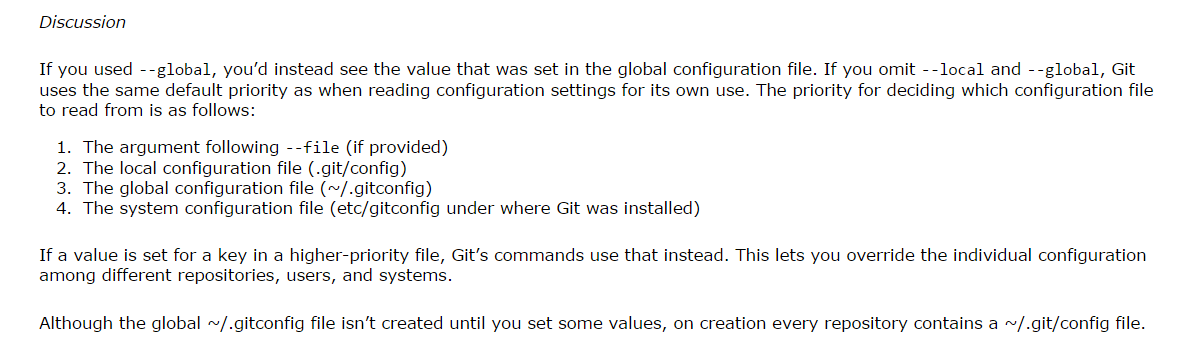 Discussion
If you used --global, you’d instead see the value that was set in the global configuration file. If you omit --local and --global, Git
uses the same default priority as when reading configuration settings for its own use. The priority for deciding which configuration file
to read from is as follows:
1. The argument following --file (if provided)
2. The local configuration file (.git/config)
3. The global configuration file (~/.gitconfig)
4. The system configuration file (etc/gitconfig under where Git was installed)
If a value is set for a key in a higher-priority file, Git’s commands use that instead. This lets you override the individual configuration
among different repositories, users, and systems.
Although the global ~/.gitconfig file isn’t created until you set some values, on creation every repository contains a ~/.git/config file.